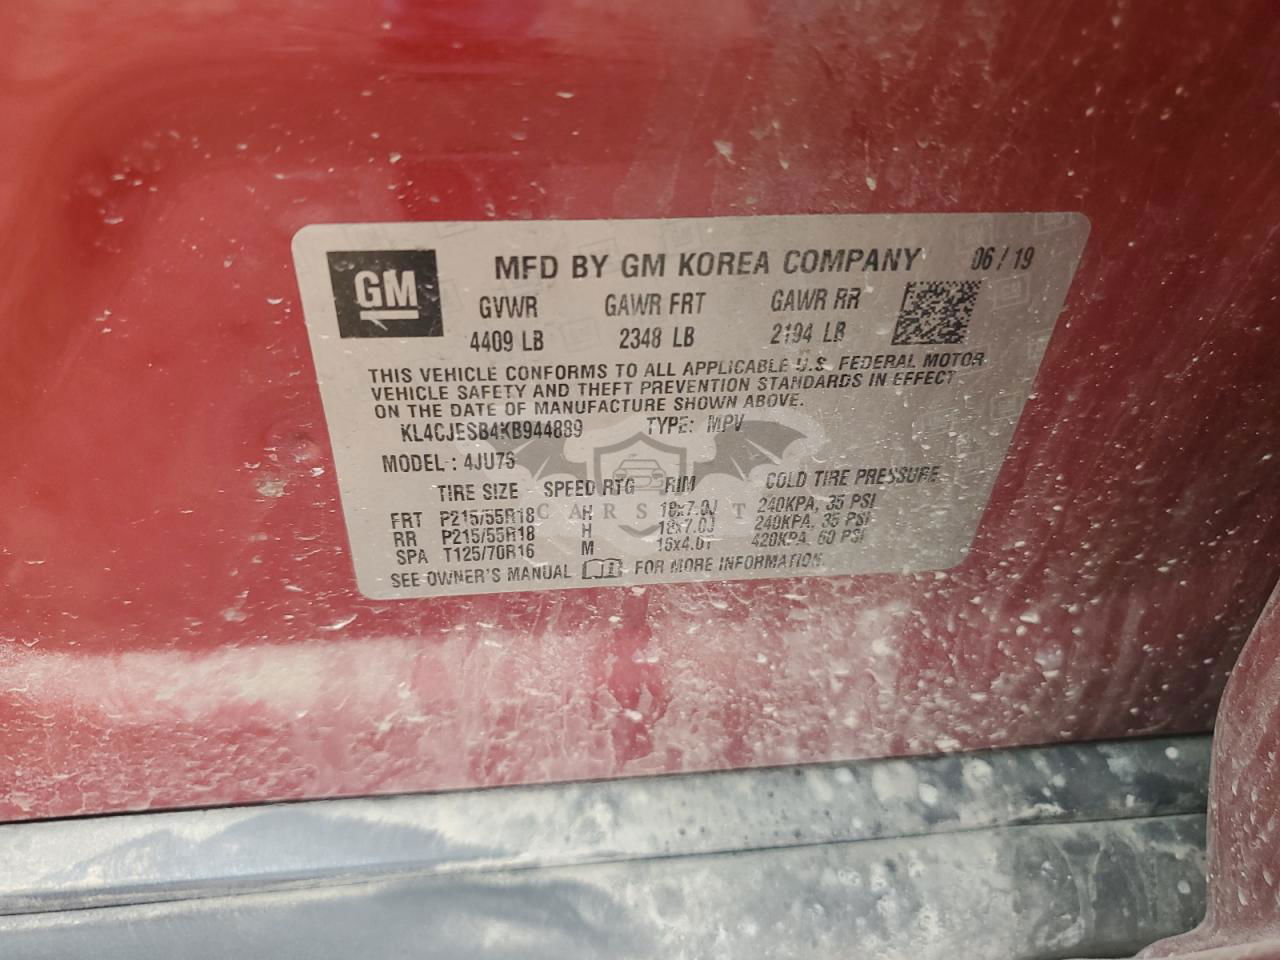 GM
MFD BY GM KOREA COMPANY 06 / 19
GVWR GAWR FRT GAWR RR
4409 LB 2348 LB 2194 LB
THIS VEHICLE CONFORMS TO ALL APPLICABLE U.S. FEDERAL MOTOR
VEHICLE SAFETY AND THEFT PREVENTION STANDARDS IN EFFECT
ON THE DATE OF MANUFACTURE SHOWN ABOVE.
KL4CJESB4KB944889 TYPE: MPV
MODEL : 4JU76
TIRE SIZE SPEED RTG RIM COLD TIRE PRESSURE
FRT P215/55R18 H 18x7.0J 240KPA, 35 PSI
RR P215/55R18 H 18x7.0J 240KPA, 35 PSI
SPA T125/70R16 M 16x4.0T 420KPA, 60 PSI
SEE OWNER'S MANUAL FOR MORE INFORMATION.